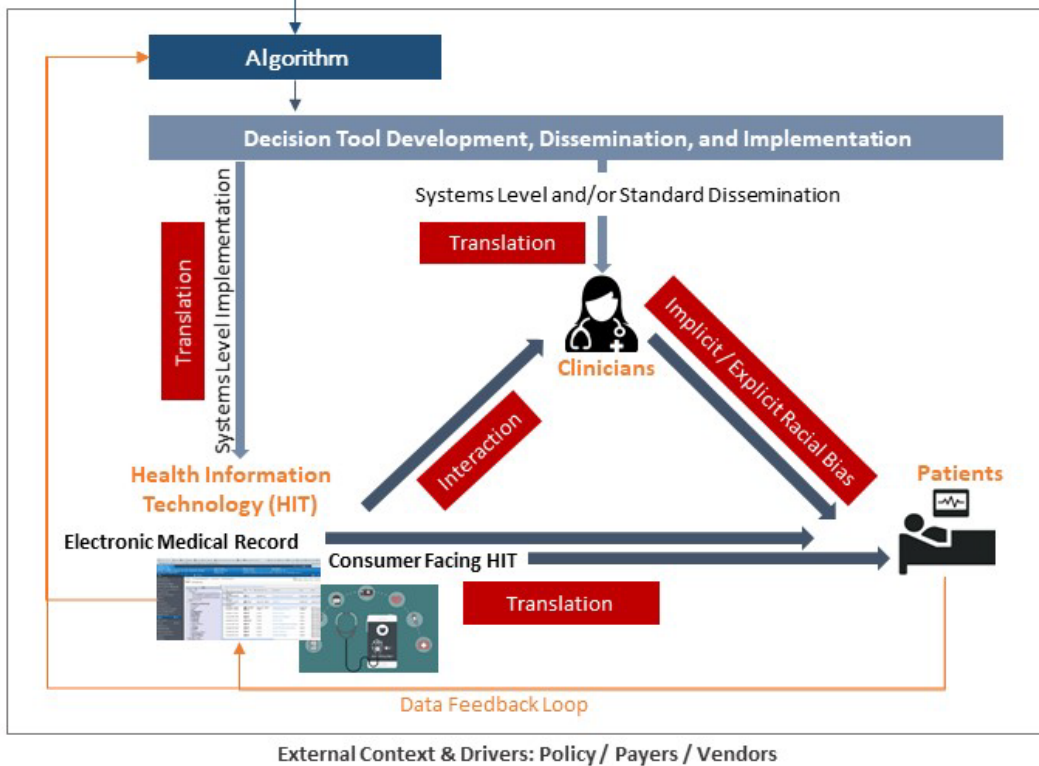 Algorithm
Decision Tool Development, Dissemination, and Implementation
Systems Level and/or Standard Dissemination
Translation
Translation
Systems Level Implementation
Implicit / Explicit Racial Bias
Clinicians
Interaction
Health Information
Technology (HIT)
Patients
Electronic Medical Record
Consumer Facing HIT
Translation
Data Feedback Loop
External Context & Drivers: Policy / Payers / Vendors